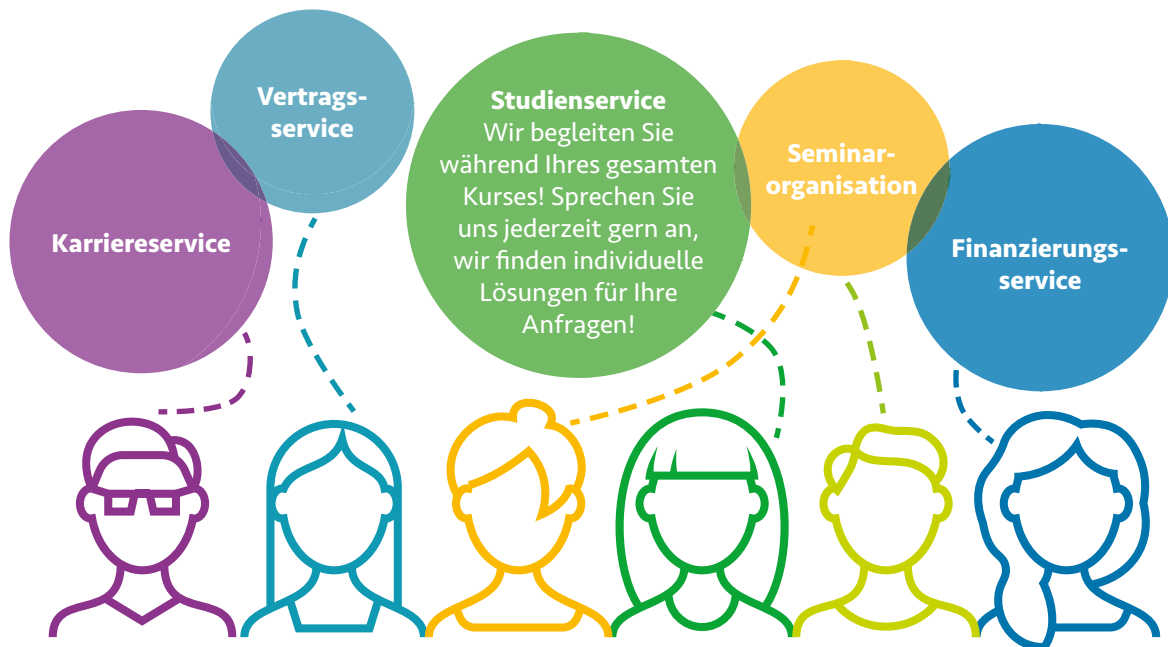 Karriereservice
Vertrags-
service
Studienservice
Wir begleiten Sie
während Ihres gesamten
Kurses! Sprechen Sie
uns jederzeit gern an,
wir finden individuelle
Lösungen für Ihre
Anfragen!
Seminar-
organisation
Finanzierungs-
service